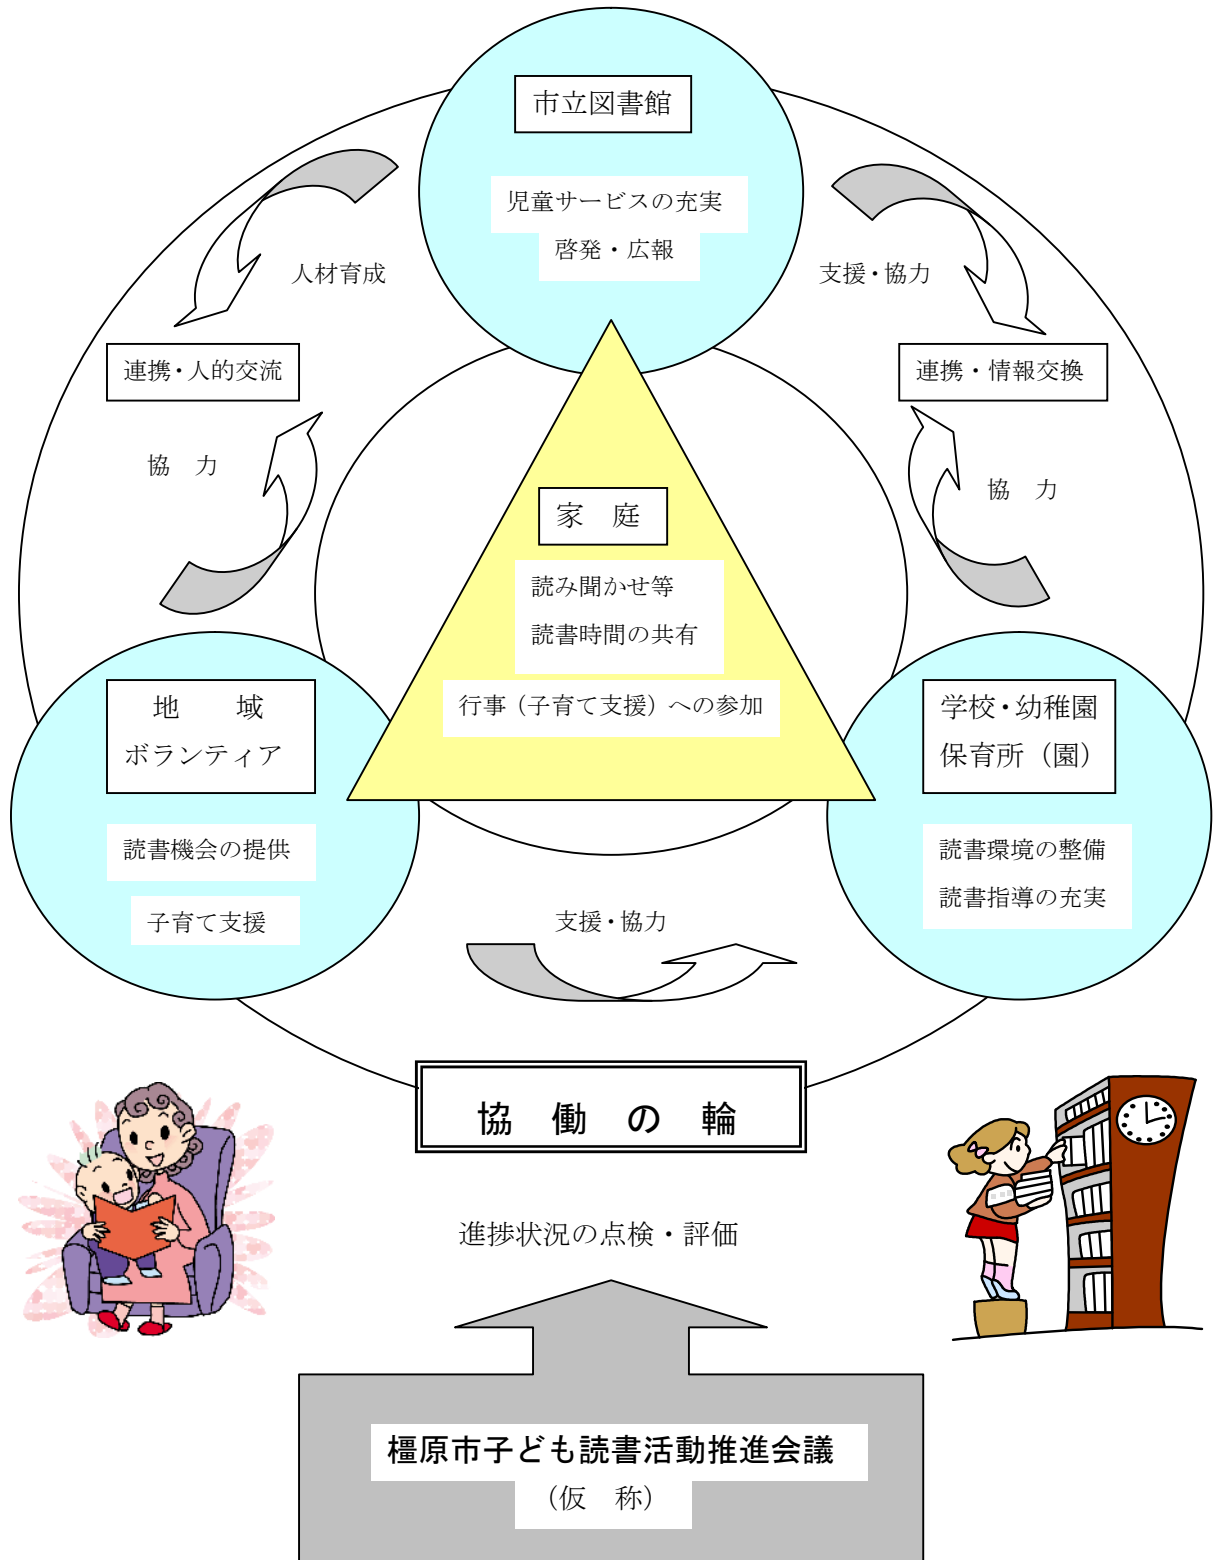 市立図書館
児童サービスの充実
啓発・広報
人材育成
支援・協力
連携・人的交流
連携・情報交換
協　力
協　力
家　庭
読み聞かせ等
読書時間の共有
行事（子育て支援）への参加
地　　域
ボランティア
読書機会の提供
子育て支援
学校・幼稚園
保育所（園）
読書環境の整備
読書指導の充実
支援・協力
協　働　の　輪
進捗状況の点検・評価
橿原市子ども読書活動推進会議
（仮　称）